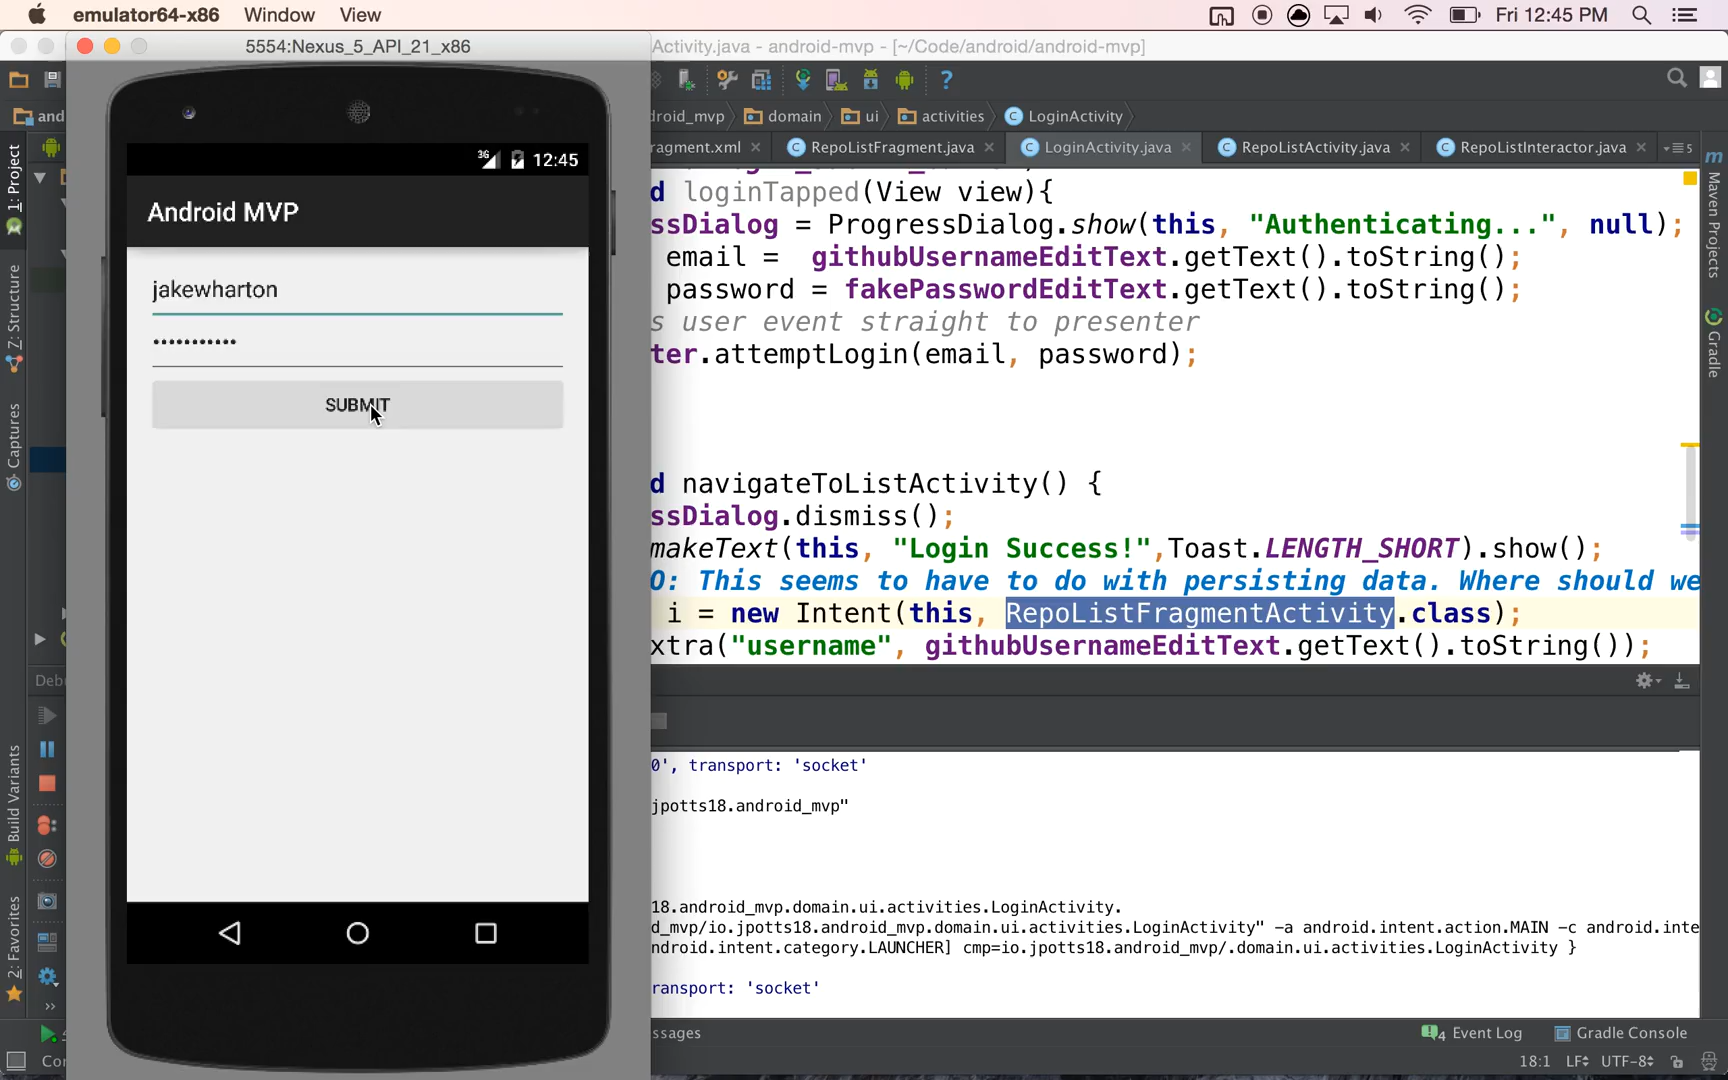 emulator64-x86 Window View Fri 12:45 PM
5554:Nexus_5_API_21_x86 Activity.java - android-mvp - [~/Code/android/android-mvp]
and droid_mvp domain ui activities LoginActivity
ragment.xml RepoListFragment.java LoginActivity.java RepoListActivity.java RepoListInteractor.java 5
1: Project
7: Structure
Captures
Build Variants
2: Favorites
3G 12:45
Android MVP
jakewharton
SUBMIT
d loginTapped(View view){
ssDialog = ProgressDialog.show(this, "Authenticating...", null);
email = githubUsernameEditText.getText().toString();
password = fakePasswordEditText.getText().toString();
s user event straight to presenter
ter.attemptLogin(email, password);
d navigateToListActivity() {
ssDialog.dismiss();
makeText(this, "Login Success!",Toast.LENGTH_SHORT).show();
O: This seems to have to do with persisting data. Where should we
i = new Intent(this, RepoListFragmentActivity.class);
xtra("username", githubUsernameEditText.getText().toString());
Maven Projects
Gradle
Deb
0', transport: 'socket'
jpotts18.android_mvp"
18.android_mvp.domain.ui.activities.LoginActivity.
d_mvp/io.jpotts18.android_mvp.domain.ui.activities.LoginActivity" -a android.intent.action.MAIN -c android.inte
ndroid.intent.category.LAUNCHER] cmp=io.jpotts18.android_mvp/.domain.ui.activities.LoginActivity }
ransport: 'socket'
ssages 4 Event Log Gradle Console
Cor 18:1 LF UTF-8